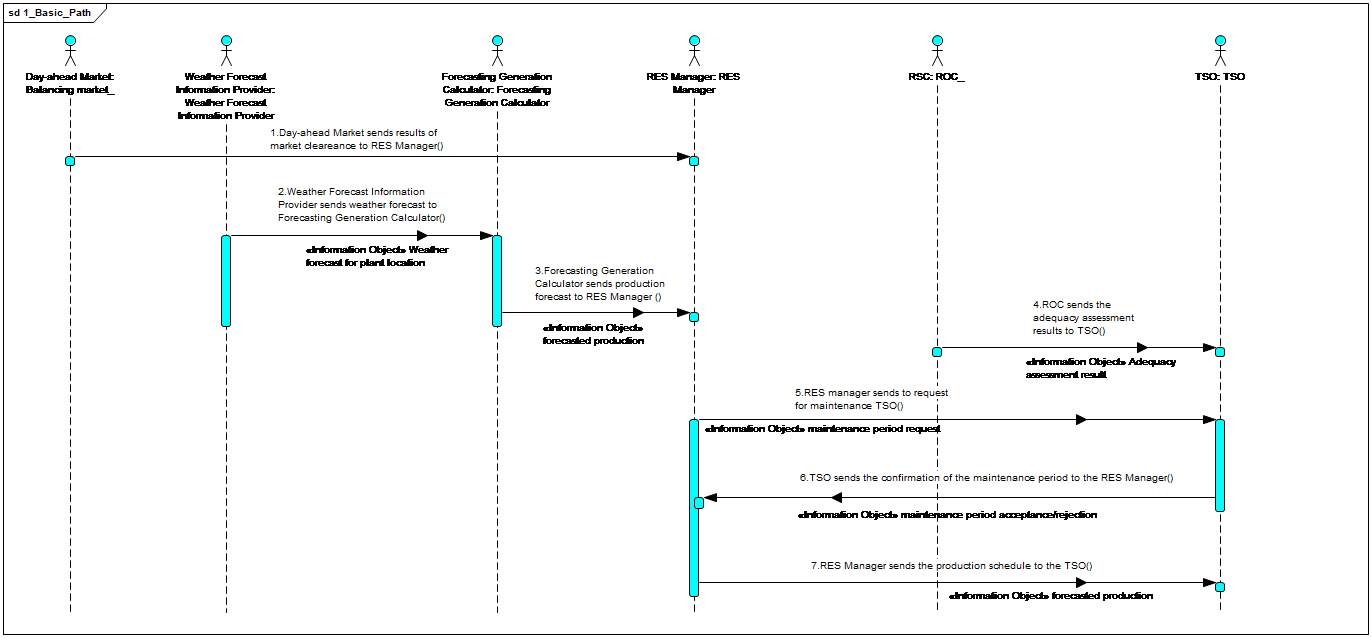 sd 1_Basic_Path
Day-ahead Market:
Balancing market_
Weather Forecast
Information Provider:
Weather Forecast
Information Provider
Forecasting Generation
Calculator: Forecasting
Generation Calculator
RES Manager: RES
Manager
RSC: ROC_
TSO: TSO
1.Day-ahead Market sends results of
market cleareance to RES Manager()
2.Weather Forecast Information
Provider sends weather forecast to
Forecasting Generation Calculator()
«Information Object» Weather
forecast for plant location
3.Forecasting Generation
Calculator sends production
forecast to RES Manager ()
«Information Object»
forecasted production
4.ROC sends the
adequacy assessment
results to TSO()
«Information Object» Adequacy
assessment result
5.RES manager sends to request
for maintenance TSO()
«Information Object» maintenance period request
6.TSO sends the confirmation of the maintenance period to the RES Manager()
«Information Object» maintenance period acceptance/rejection
7.RES Manager sends the production schedule to the TSO()
«Information Object» forecasted production